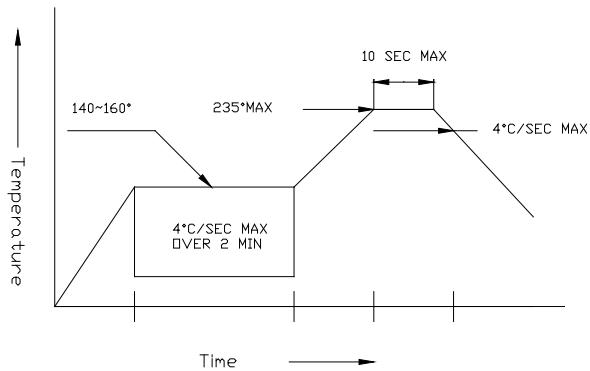 10 SEC MAX
140~160°
235°MAX
4°C/SEC MAX
4°C/SEC MAX
OVER 2 MIN
Temperature
Time